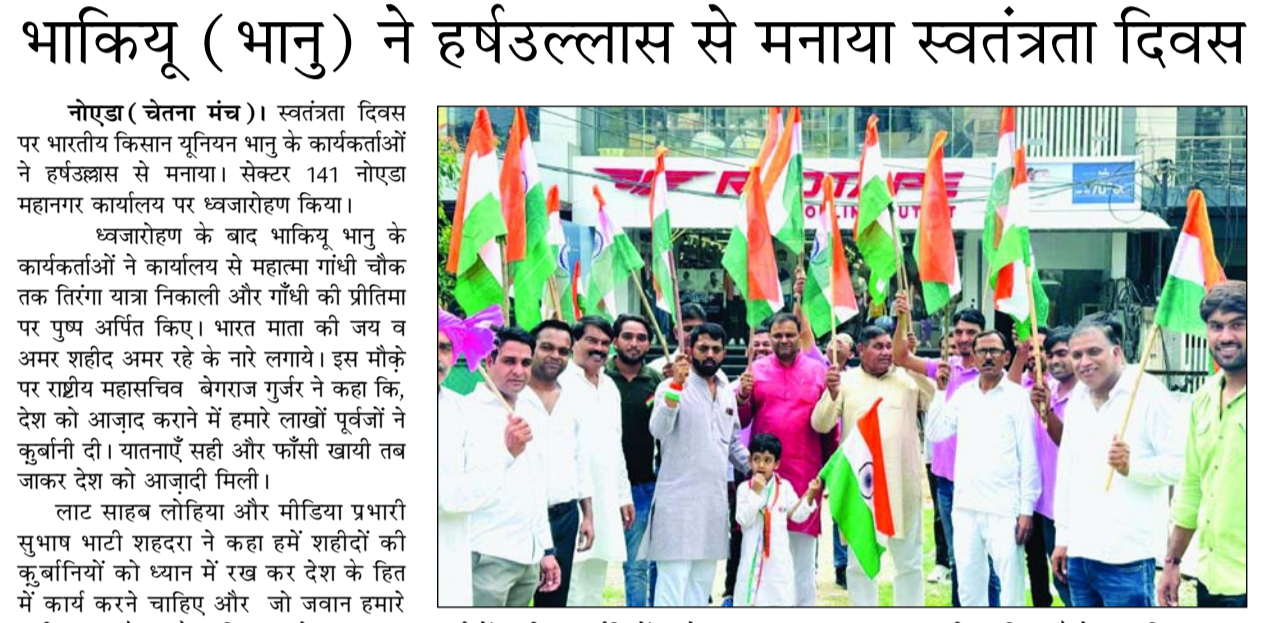 भाकियू ( भानु ) ने हर्षउल्लास से मनाया स्वतंत्रता दिवस
नोएडा ( चेतना मंच )। स्वतंत्रता दिवस
पर भारतीय किसान यूनियन भानु के कार्यकर्ताओं
ने हर्षउल्लास से मनाया। सेक्टर 141 नोएडा
महानगर कार्यालय पर ध्वजारोहण किया।
ध्वजारोहण के बाद भाकियू भानु के
कार्यकर्ताओं ने कार्यालय से महात्मा गांधी चौक
तक तिरंगा यात्रा निकाली और गाँधी की प्रीतिमा
पर पुष्प अर्पित किए। भारत माता की जय व
अमर शहीद अमर रहे के नारे लगाये। इस मौक़े
पर राष्ट्रीय महासचिव बेगराज गुर्जर ने कहा कि,
देश को आज़ाद कराने में हमारे लाखों पूर्वजों ने
क़ुर्बानी दी। यातनाएँ सही और फाँसी खायी तब
जाकर देश को आज़ादी मिली।
लाट साहब लोहिया और मीडिया प्रभारी
सुभाष भाटी शहदरा ने कहा हमें शहीदों की
क़ुर्बानियों को ध्यान में रख कर देश के हित
में कार्य करने चाहिए और जो जवान हमारे